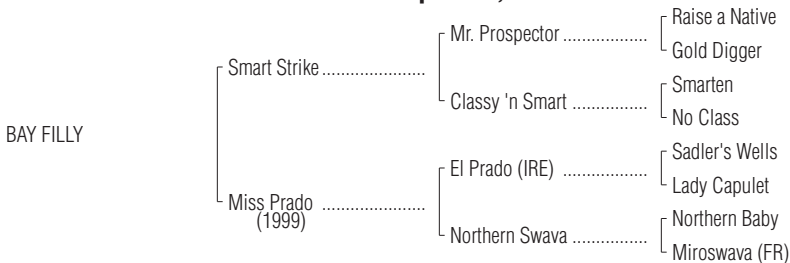 Raise a Native
Mr. Prospector ..................
Gold Digger
Smart Strike.......................
Smarten
Classy 'n Smart ................
No Class
BAY FILLY
Sadler's Wells
El Prado (IRE) ..................
Lady Capulet
Miss Prado ......................
(1999)
Northern Baby
Northern Swava ................
Miroswava (FR)